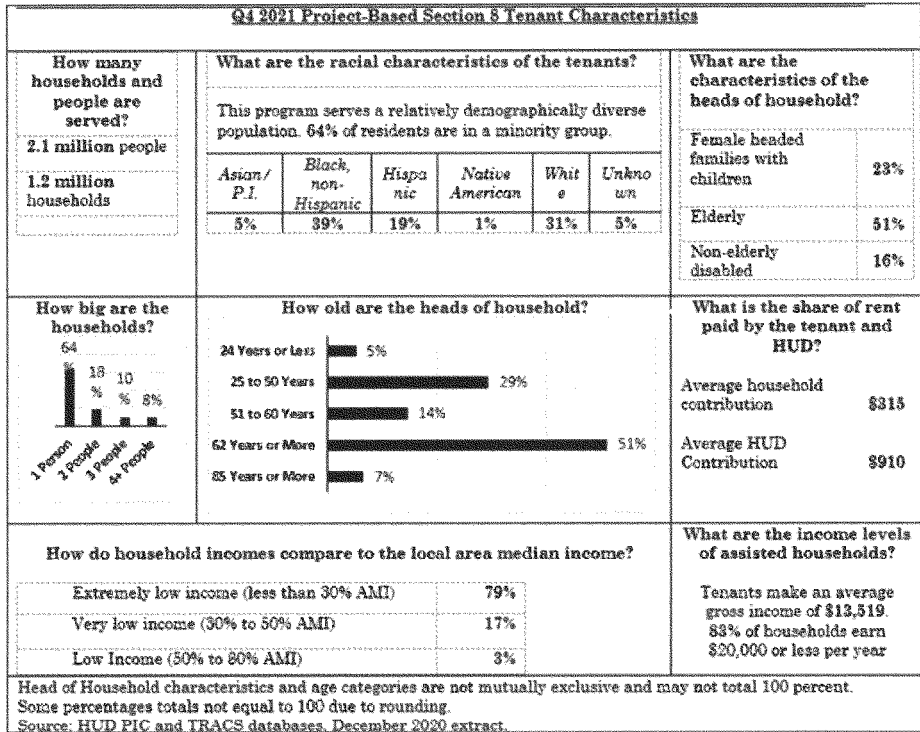 Q4 2021 Project-Based Section 8 Tenant Characteristics
How many
households and
people are
served?
2.1 million people
1.2 million
households
What are the racial characteristics of the tenants?
This program serves a relatively demographically diverse
population. 64% of residents are in a minority group.
Asian/
P.I.
Black,
non-
Hispanic
Hispa
nic
Native
American
Whit
e
Unkno
wn
5% 39% 19% 1% 31% 5%
What are the
characteristics of the
heads of household?
Female headed
families with
children
23%
Elderly 51%
Non-elderly
disabled
16%
How big are the
households?
64
%
18
%
10
%
8%
1 Person
2 People
3 People
4+ People
How old are the heads of household?
24 Years or Less 5%
25 to 50 Years 29%
51 to 60 Years 14%
62 Years or More 51%
85 Years or More 7%
What is the share of rent
paid by the tenant and
HUD?
Average household
contribution $315
Average HUD
Contribution $910
How do household incomes compare to the local area median income?
Extremely low income (less than 30% AMI) 79%
Very low income (30% to 50% AMI) 17%
Low Income (50% to 80% AMI) 3%
What are the income levels
of assisted households?
Tenants make an average
gross income of $13,519.
83% of households earn
$20,000 or less per year
Head of Household characteristics and age categories are not mutually exclusive and may not total 100 percent.
Some percentages totals not equal to 100 due to rounding.
Source: HUD PIC and TRACS databases, December 2020 extract.